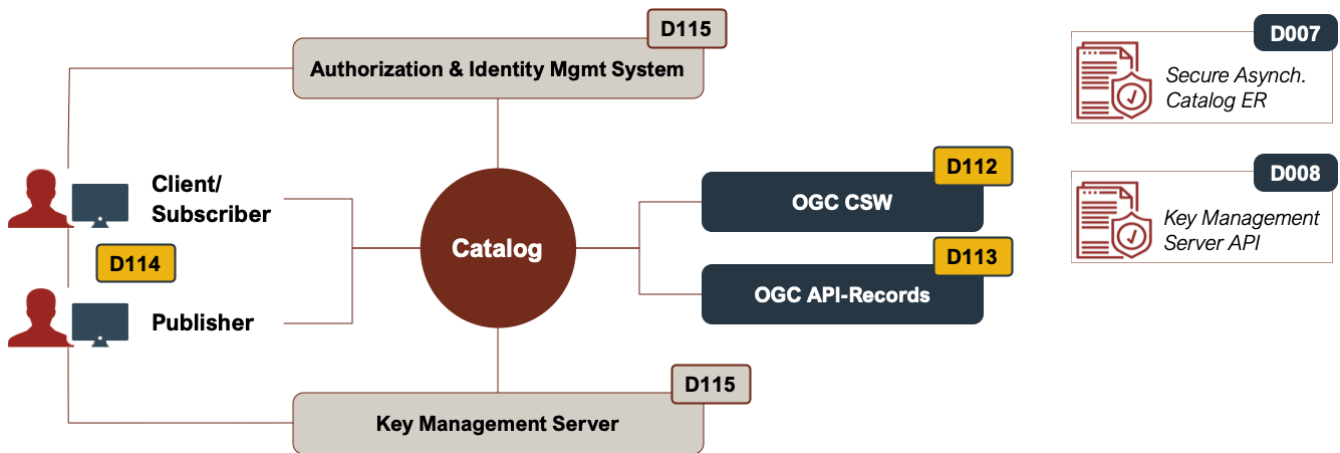 D115
Authorization & Identity Mgmt System
D007
Secure Asynch.
Catalog ER
Client/
Subscriber
D114
Publisher
Catalog
D112
OGC CSW
D113
OGC API-Records
D008
Key Management
Server API
D115
Key Management Server